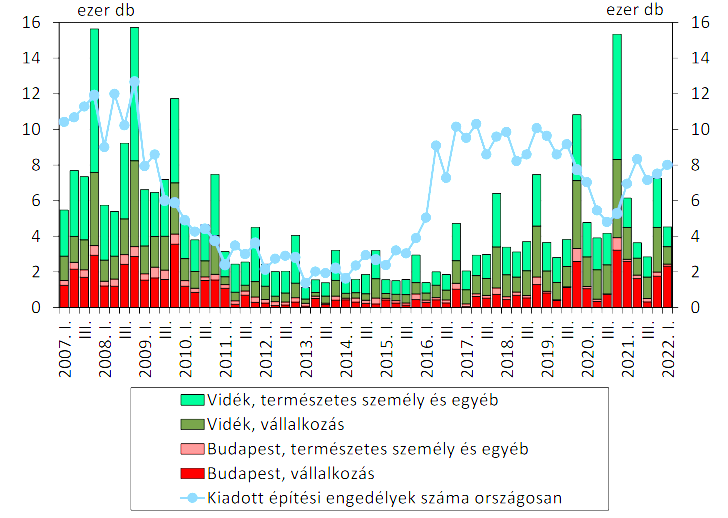 ezer db ezer db
16 16
14 14
12 12
10 10
8 8
6 6
4 4
2 2
0 0
2007. I. III. 2008. I. III. 2009. I. III. 2010. I. III. 2011. I. III. 2012. I. III. 2013. I. III. 2014. I. III. 2015. I. III. 2016. I. III. 2017. I. III. 2018. I. III. 2019. I. III. 2020. I. III. 2021. I. III. 2022. I.
Vidék, természetes személy és egyéb
Vidék, vállalkozás
Budapest, természetes személy és egyéb
Budapest, vállalkozás
Kiadott építési engedélyek száma országosan